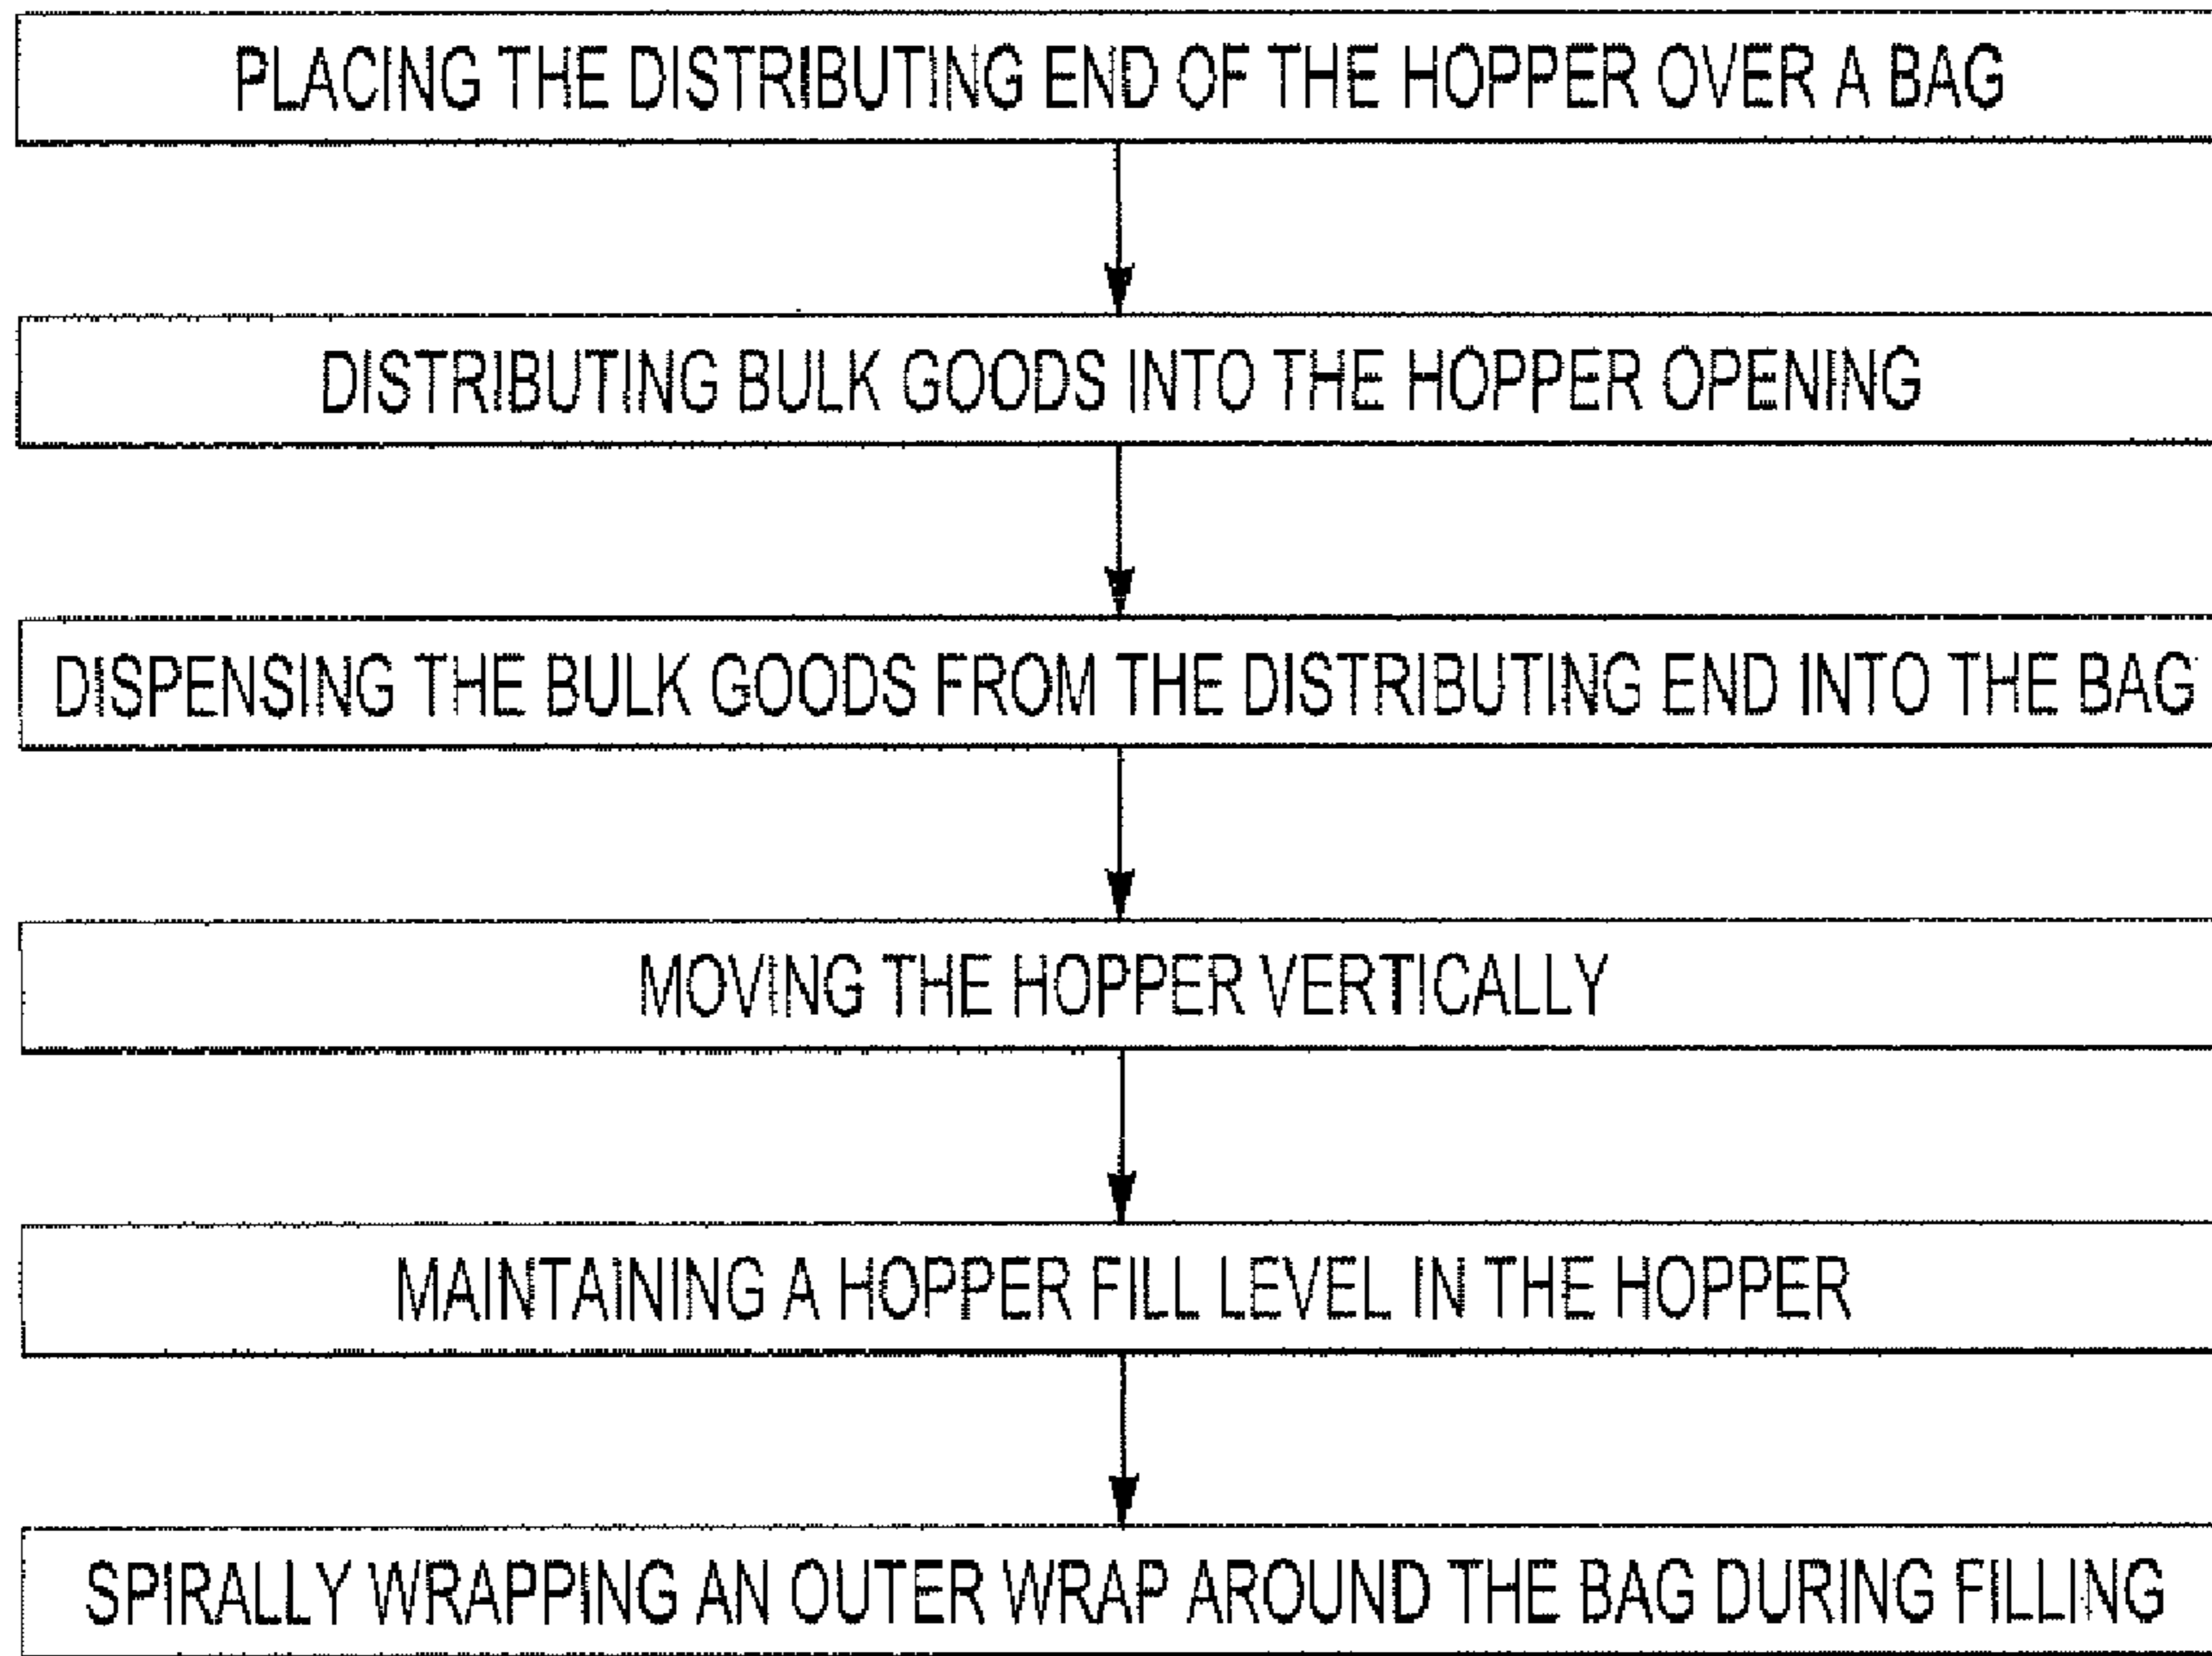 PLACING THE DISTRIBUTING END OF THE HOPPER OVER A BAG
DISTRIBUTING BULK GOODS INTO THE HOPPER OPENING
DISPENSING THE BULK GOODS FROM THE DISTRIBUTING END INTO THE BAG
MOVING THE HOPPER VERTICALLY
MAINTAINING A HOPPER FILL LEVEL IN THE HOPPER
SPIRALLY WRAPPING AN OUTER WRAP AROUND THE BAG DURING FILLING